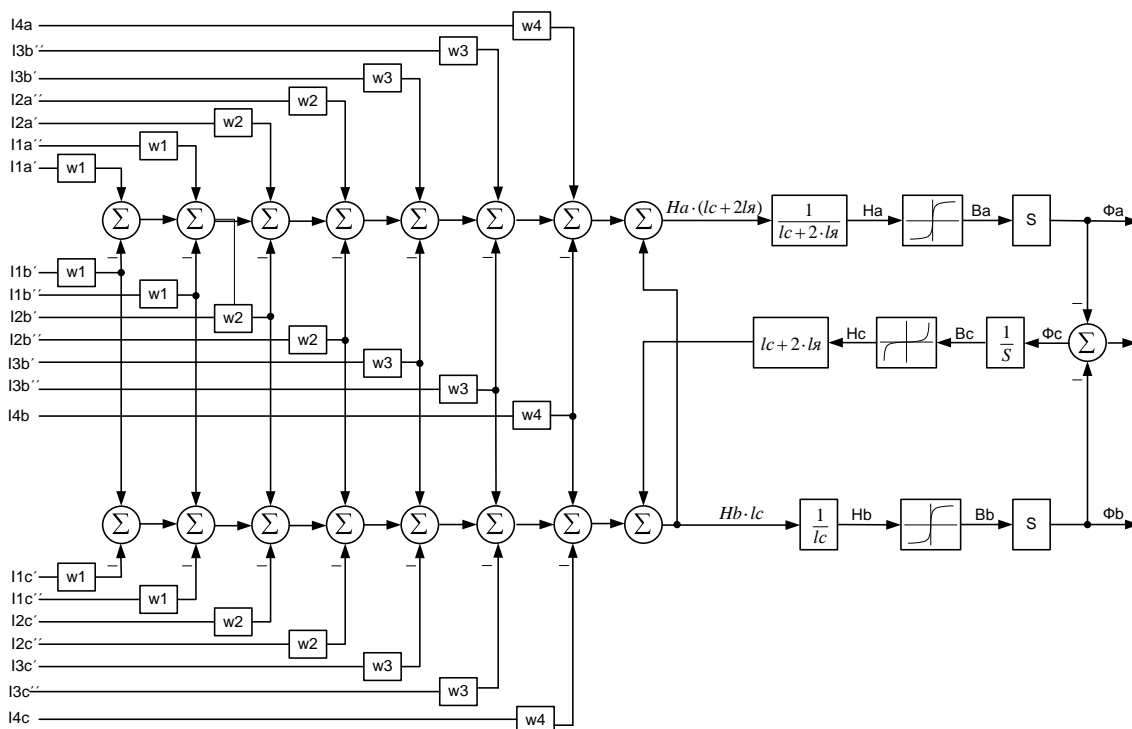 I4a
w4
I3b´´
w3
I3b´
w3
I2a´´
w2
I2a´
w2
I1a´´
w1
I1a´
w1
Σ Σ Σ Σ Σ Σ Σ Σ
Ha·(lc+2lя)
1
lc+2·lя
Ha
Ba
S
Фa
– – – – – – –
I1b´
w1
I1b´´
w1
I2b´
w2
I2b´´
w2
I3b´
w3
I3b´´
w3
I4b
w4
–
lc+2·lя
Hc
Bc
1
S
Фc
Σ
–
Σ Σ Σ Σ Σ Σ Σ Σ
Hb·lc
1
lc
Hb
Bb
S
Фb
– – – – – – –
I1c´
w1
I1c´´
w1
I2c´
w2
I2c´´
w2
I3c´
w3
I3c´´
w3
I4c
w4